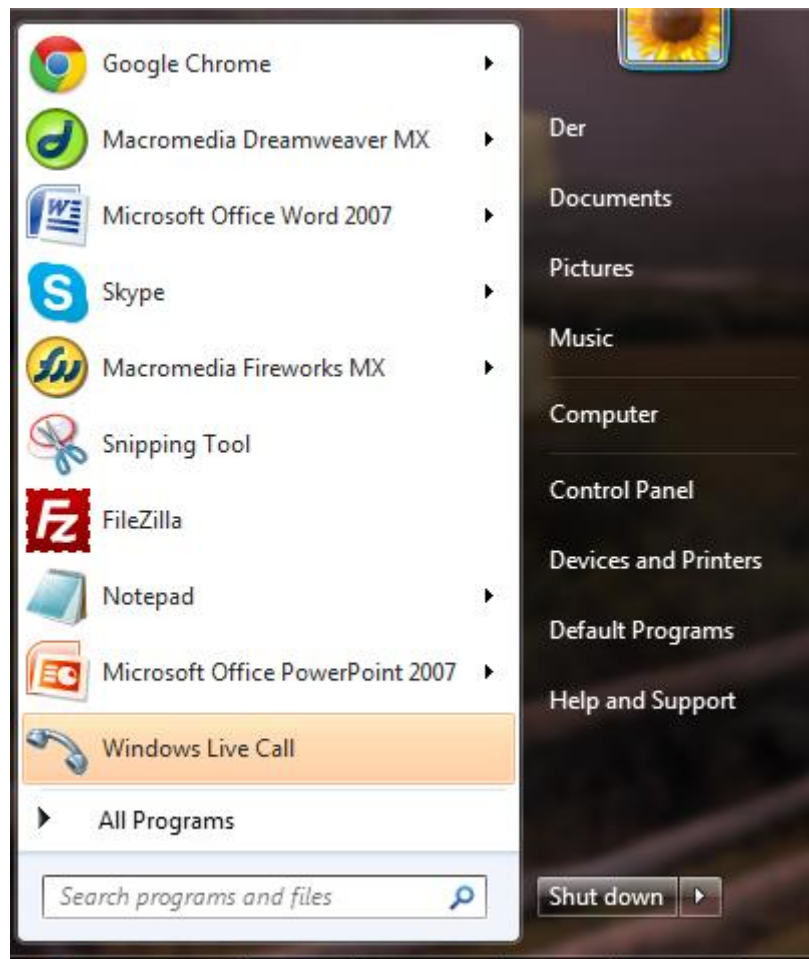 Google Chrome
Macromedia Dreamweaver MX
Microsoft Office Word 2007
Skype
Macromedia Fireworks MX
Snipping Tool
FileZilla
Notepad
Microsoft Office PowerPoint 2007
Windows Live Call
All Programs
Search programs and files
Der
Documents
Pictures
Music
Computer
Control Panel
Devices and Printers
Default Programs
Help and Support
Shut down